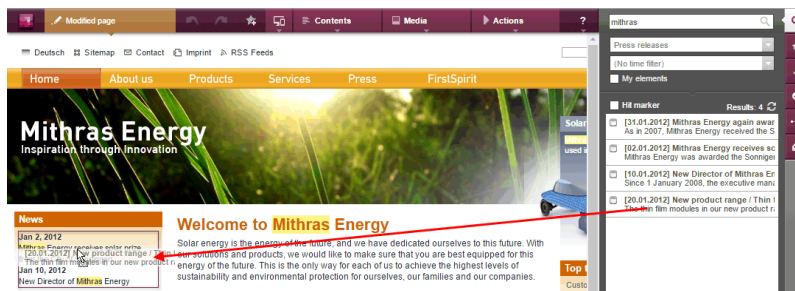 Modified page
Contents
Media
Actions
?
mithras
Deutsch
Sitemap
Contact
Imprint
RSS Feeds
Press releases
(No time filter)
My elements
Home
About us
Products
Services
Press
FirstSpirit
Hit marker
Results: 4
Mithras Energy
Inspiration through Innovation
Solar
used i
[31.01.2012] Mithras Energy again awar
As in 2007, Mithras Energy received the S
[02.01.2012] Mithras Energy receives sc
Mithras Energy was awarded the Sonniger
[10.01.2012] New Director of Mithras En
Since 1 January 2008, the executive mana
[20.01.2012] New product range / Thin f
The thin film modules in our new product ra
News
Jan 2, 2012
Mithras Energy receives solar prize
[20.01.2012] New product range / Thin
The thin film modules in our new product r
Jan 10, 2012
New Director of Mithras Energy
Welcome to Mithras Energy
Solar energy is the energy of the future, and we have dedicated ourselves to this future. With
our solutions and products, we would like to make sure that you are best equipped for this
energy of the future. This is the only way for each of us to achieve the highest levels of
sustainability and environmental protection for ourselves, our families and our companies.
Top t
Custo